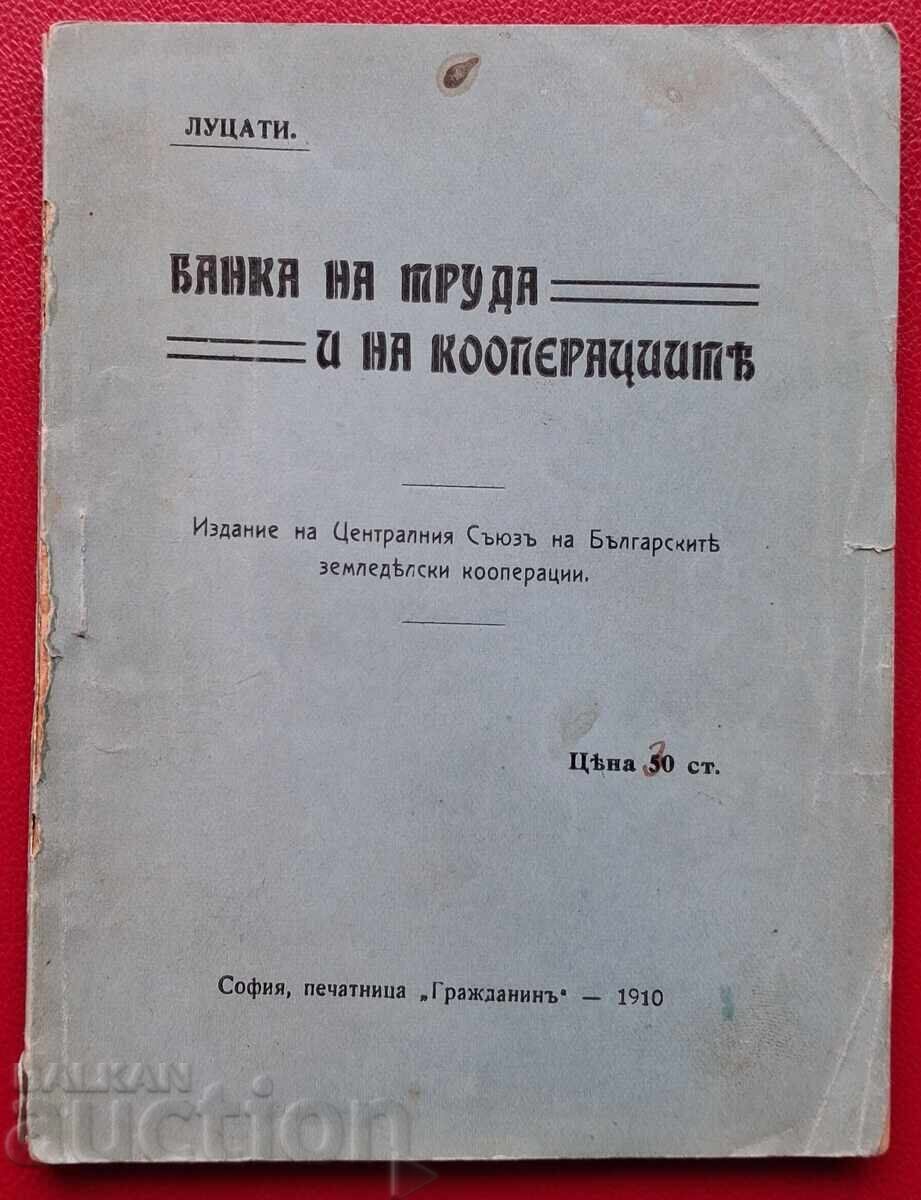 ЛУЦАТИ.
БАНКА НА ТРУДА
И НА КООПЕРАЦИИТѢ
Издание на Централния Съюзъ на Българскитѣ
земледѣлски кооперации.
Цѣна 50 ст.
3
София, печатница „Гражданинъ“ — 1910
BALKAN
auction